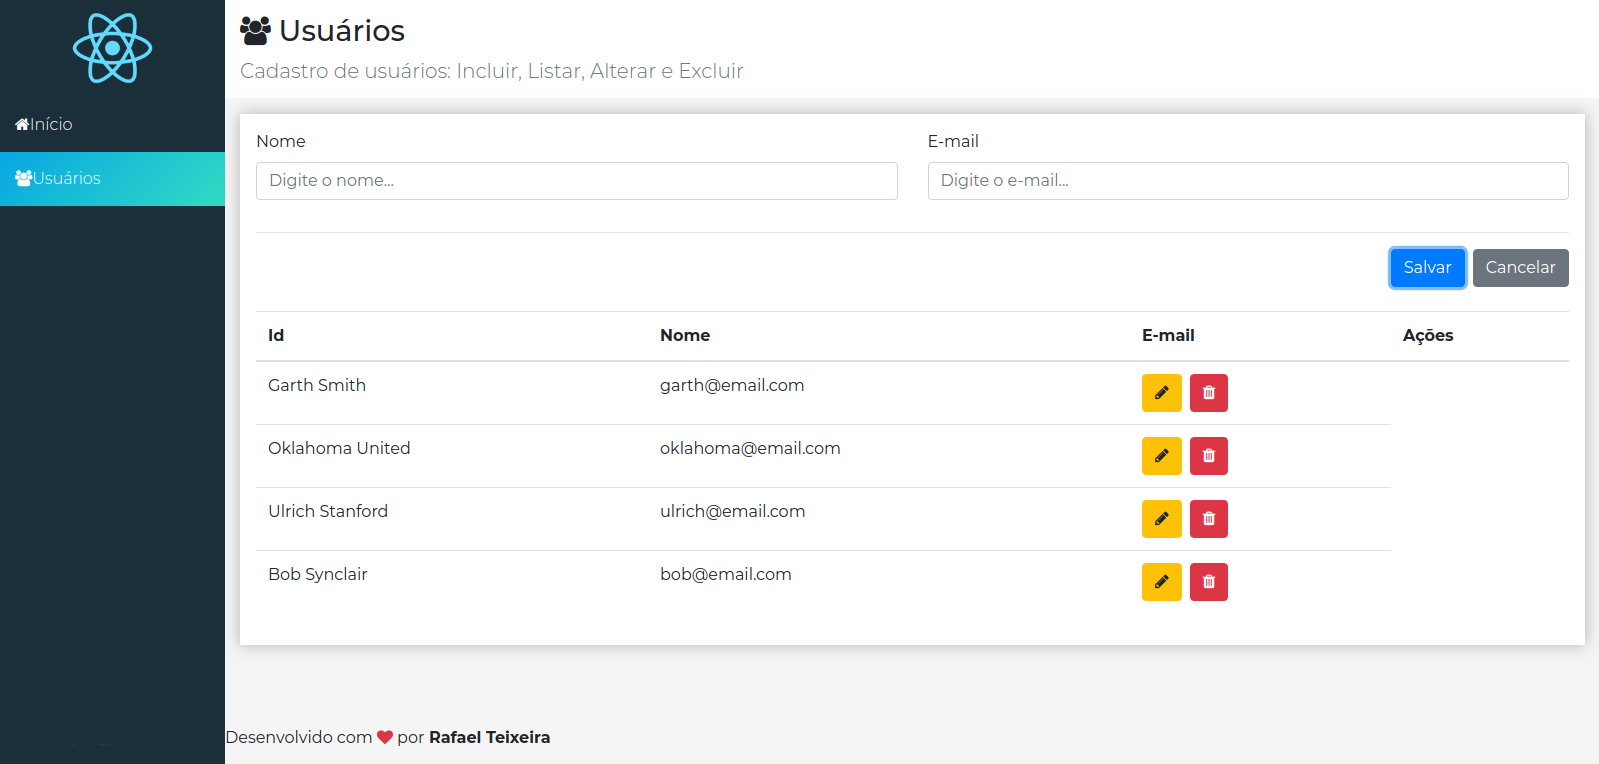 Usuários
Cadastro de usuários: Incluir, Listar, Alterar e Excluir
Início
Usuários
Nome E-mail
Digite o nome... Digite o e-mail...
Salvar Cancelar
Id Nome E-mail Ações
Garth Smith garth@email.com
Oklahoma United oklahoma@email.com
Ulrich Stanford ulrich@email.com
Bob Synclair bob@email.com
Desenvolvido com por Rafael Teixeira